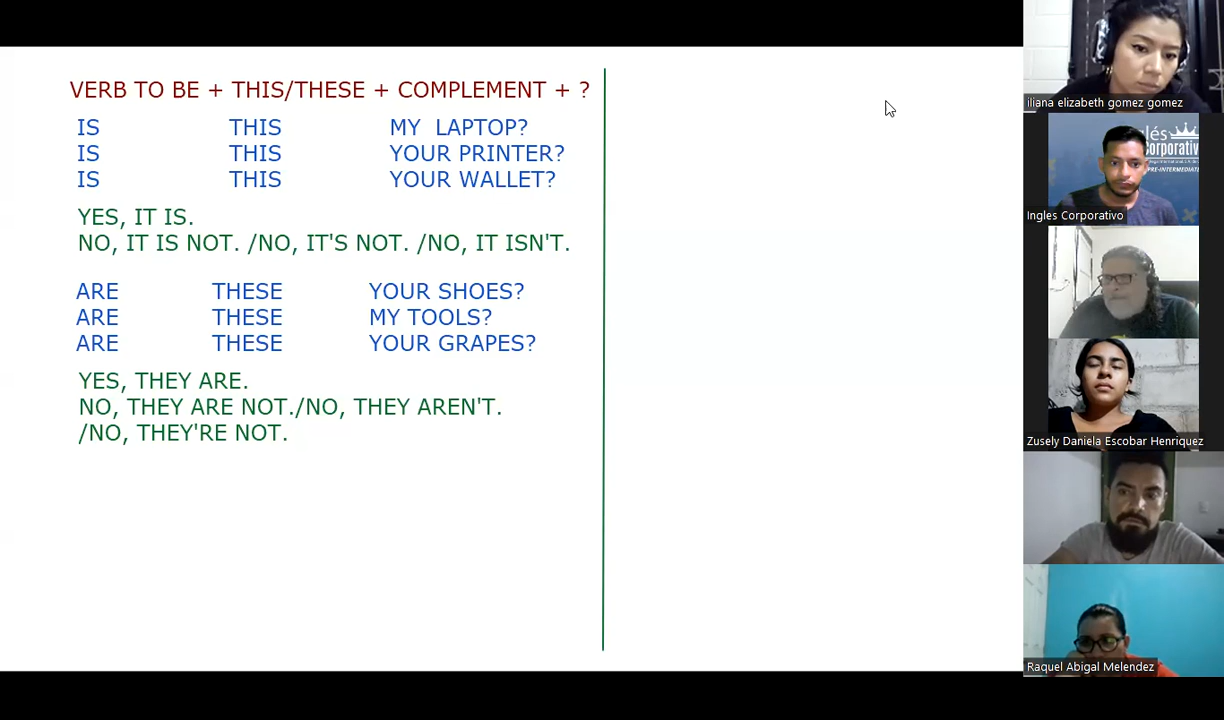 VERB TO BE + THIS/THESE + COMPLEMENT + ?
IS THIS MY LAPTOP?
IS THIS YOUR PRINTER?
IS THIS YOUR WALLET?
YES, IT IS.
NO, IT IS NOT. /NO, IT'S NOT. /NO, IT ISN'T.
ARE THESE YOUR SHOES?
ARE THESE MY TOOLS?
ARE THESE YOUR GRAPES?
YES, THEY ARE.
NO, THEY ARE NOT./NO, THEY AREN'T.
/NO, THEY'RE NOT.
iliana elizabeth gomez gomez
Ingles Corporativo
Zusely Daniela Escobar Henriquez
Raquel Abigal Melendez